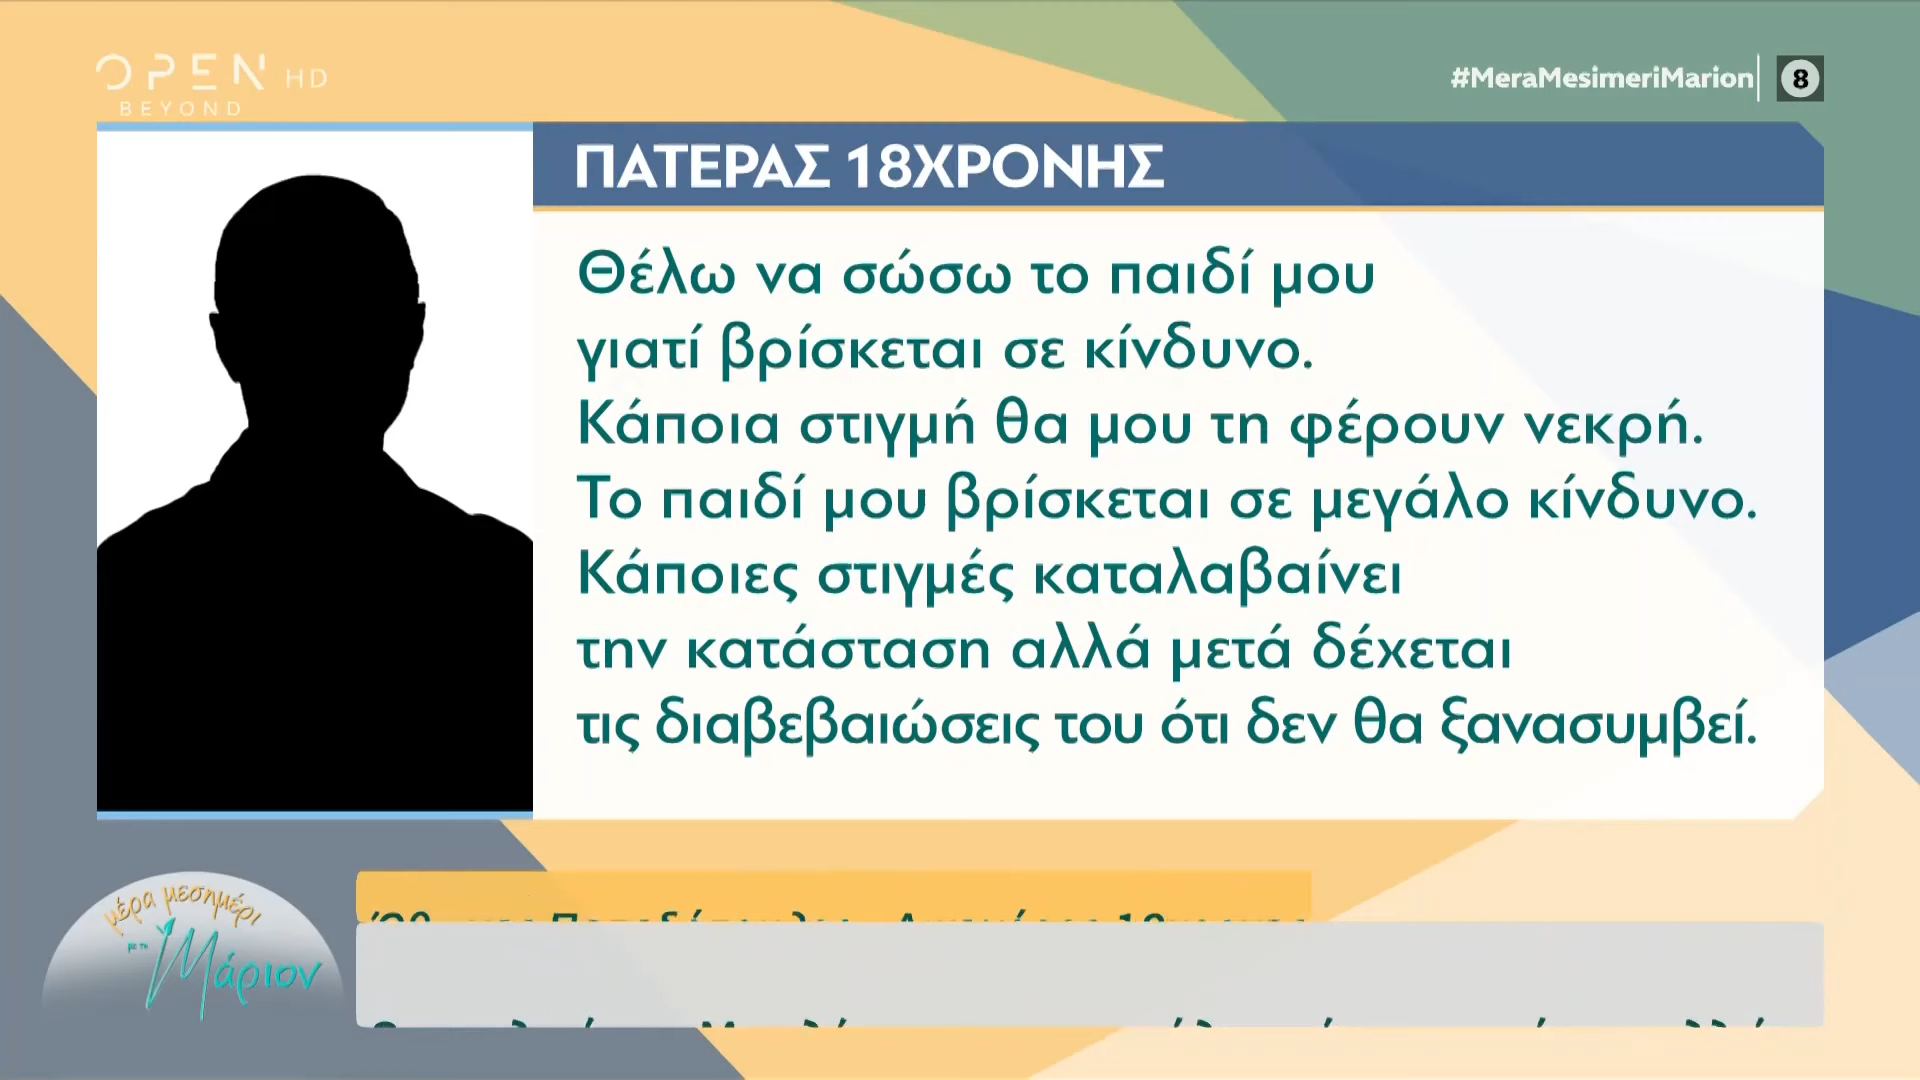 OPEN HD
BEYOND
#MeraMesimeriMarion
8
ΠΑΤΕΡΑΣ 18ΧΡΟΝΗΣ
Θέλω να σώσω το παιδί μου
γιατί βρίσκεται σε κίνδυνο.
Κάποια στιγμή θα μου τη φέρουν νεκρή.
Το παιδί μου βρίσκεται σε μεγάλο κίνδυνο.
Κάποιες στιγμές καταλαβαίνει
την κατάσταση αλλά μετά δέχεται
τις διαβεβαιώσεις του ότι δεν θα ξανασυμβεί.
μέρα μεσημέρι
με τη
Μάριον